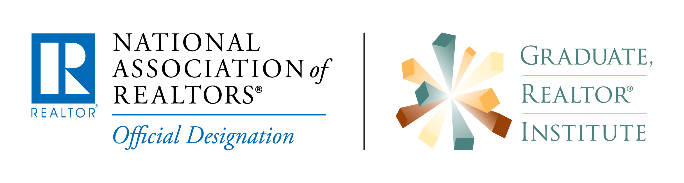 R
REALTOR®
NATIONAL
ASSOCIATION of
REALTORS®
Official Designation
GRADUATE,
REALTOR®
INSTITUTE